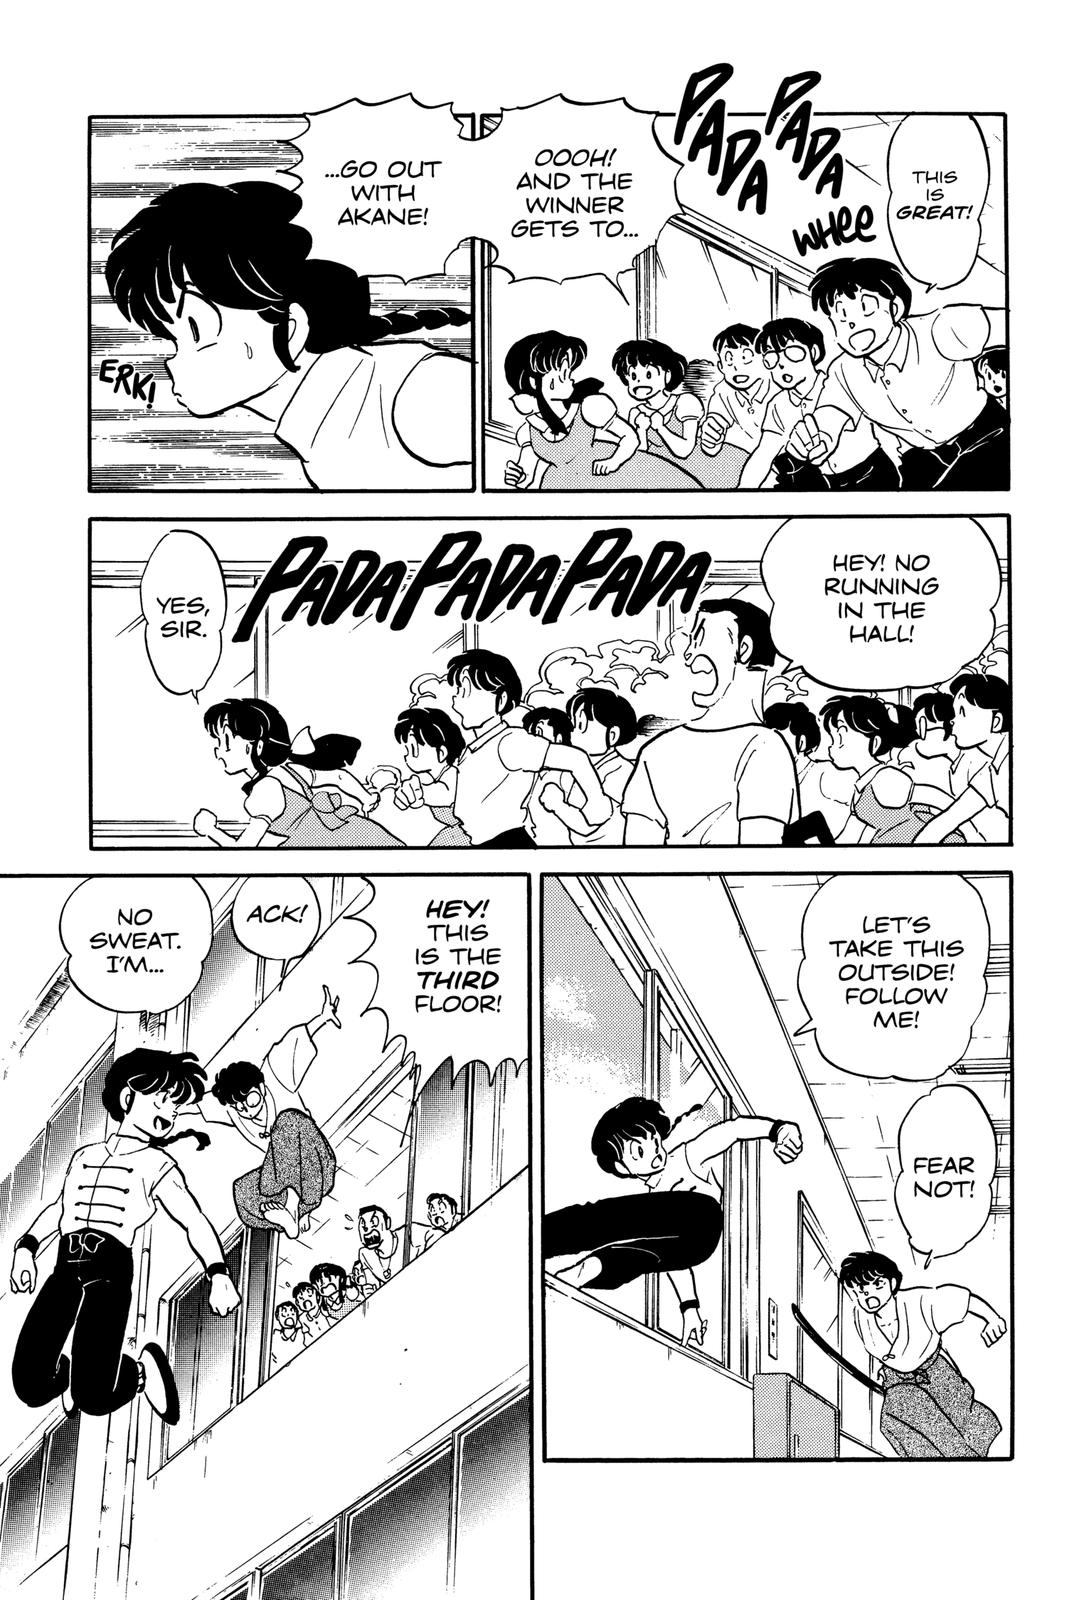 THIS
IS
GREAT!
PADA
PADA
WHEE
OOOH!
AND THE
WINNER
GETS TO...
...GO OUT
WITH
AKANE!
ERK!
HEY! NO
RUNNING
IN THE
HALL!
PADA PADA PADA
YES,
SIR.
LET'S
TAKE THIS
OUTSIDE!
FOLLOW
ME!
FEAR
NOT!
HEY!
THIS
IS THE
THIRD
FLOOR!
ACK!
NO
SWEAT.
I'M...